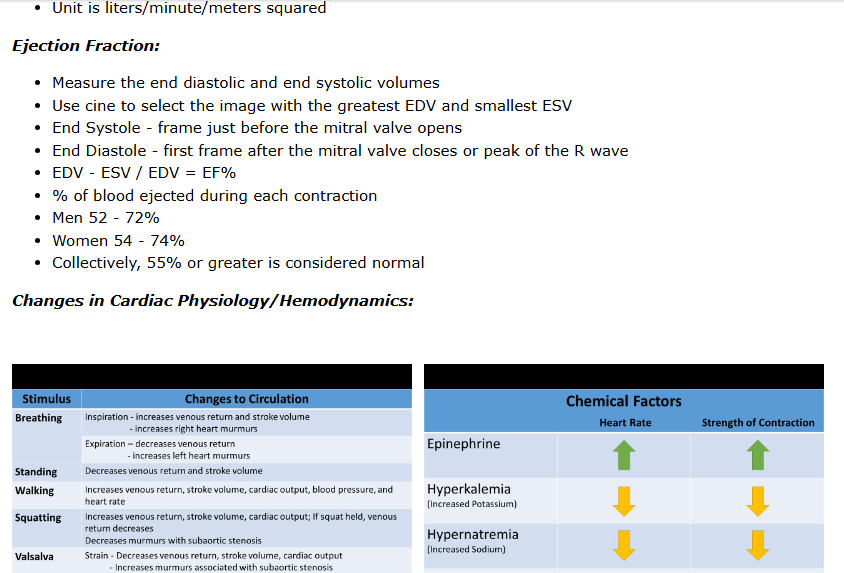 • Unit is liters/minute/meters squared
Ejection Fraction:
• Measure the end diastolic and end systolic volumes
• Use cine to select the image with the greatest EDV and smallest ESV
• End Systole - frame just before the mitral valve opens
• End Diastole - first frame after the mitral valve closes or peak of the R wave
• EDV - ESV / EDV = EF%
• % of blood ejected during each contraction
• Men 52 - 72%
• Women 54 - 74%
• Collectively, 55% or greater is considered normal
Changes in Cardiac Physiology/Hemodynamics:
Stimulus Changes to Circulation
Breathing Inspiration - increases venous return and stroke volume
- increases right heart murmurs
Expiration – decreases venous return
- increases left heart murmurs
Standing Decreases venous return and stroke volume
Walking Increases venous return, stroke volume, cardiac output, blood pressure, and
heart rate
Squatting Increases venous return, stroke volume, cardiac output; If squat held, venous
return decreases
Decreases murmurs with subaortic stenosis
Valsalva Strain - Decreases venous return, stroke volume, cardiac output
- Increases murmurs associated with subaortic stenosis
Chemical Factors
Heart Rate Strength of Contraction
Epinephrine
Hyperkalemia
(Increased Potassium)
Hypernatremia
(Increased Sodium)